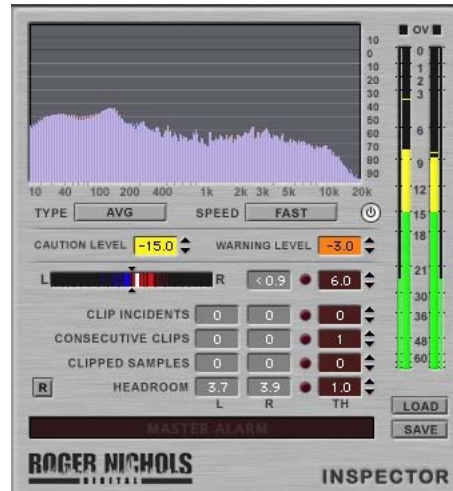 OV
10
0
10
20
30
40
50
60
70
80
90
10 40 100 200 400 1k 2k 3k 5k 10k 20k
TYPE AVG SPEED FAST
CAUTION LEVEL -15.0 WARNING LEVEL -3.0
L R <0.9 6.0
CLIP INCIDENTS 0 0 0
CONSECUTIVE CLIPS 0 0 1
CLIPPED SAMPLES 0 0 0
R HEADROOM 3.7 3.9 1.0
L R TH
MASTER ALARM
ROGER NICHOLS
DIGITAL
INSPECTOR
0
1
2
3
6
9
12
15
18
21
30
36
48
60
LOAD
SAVE